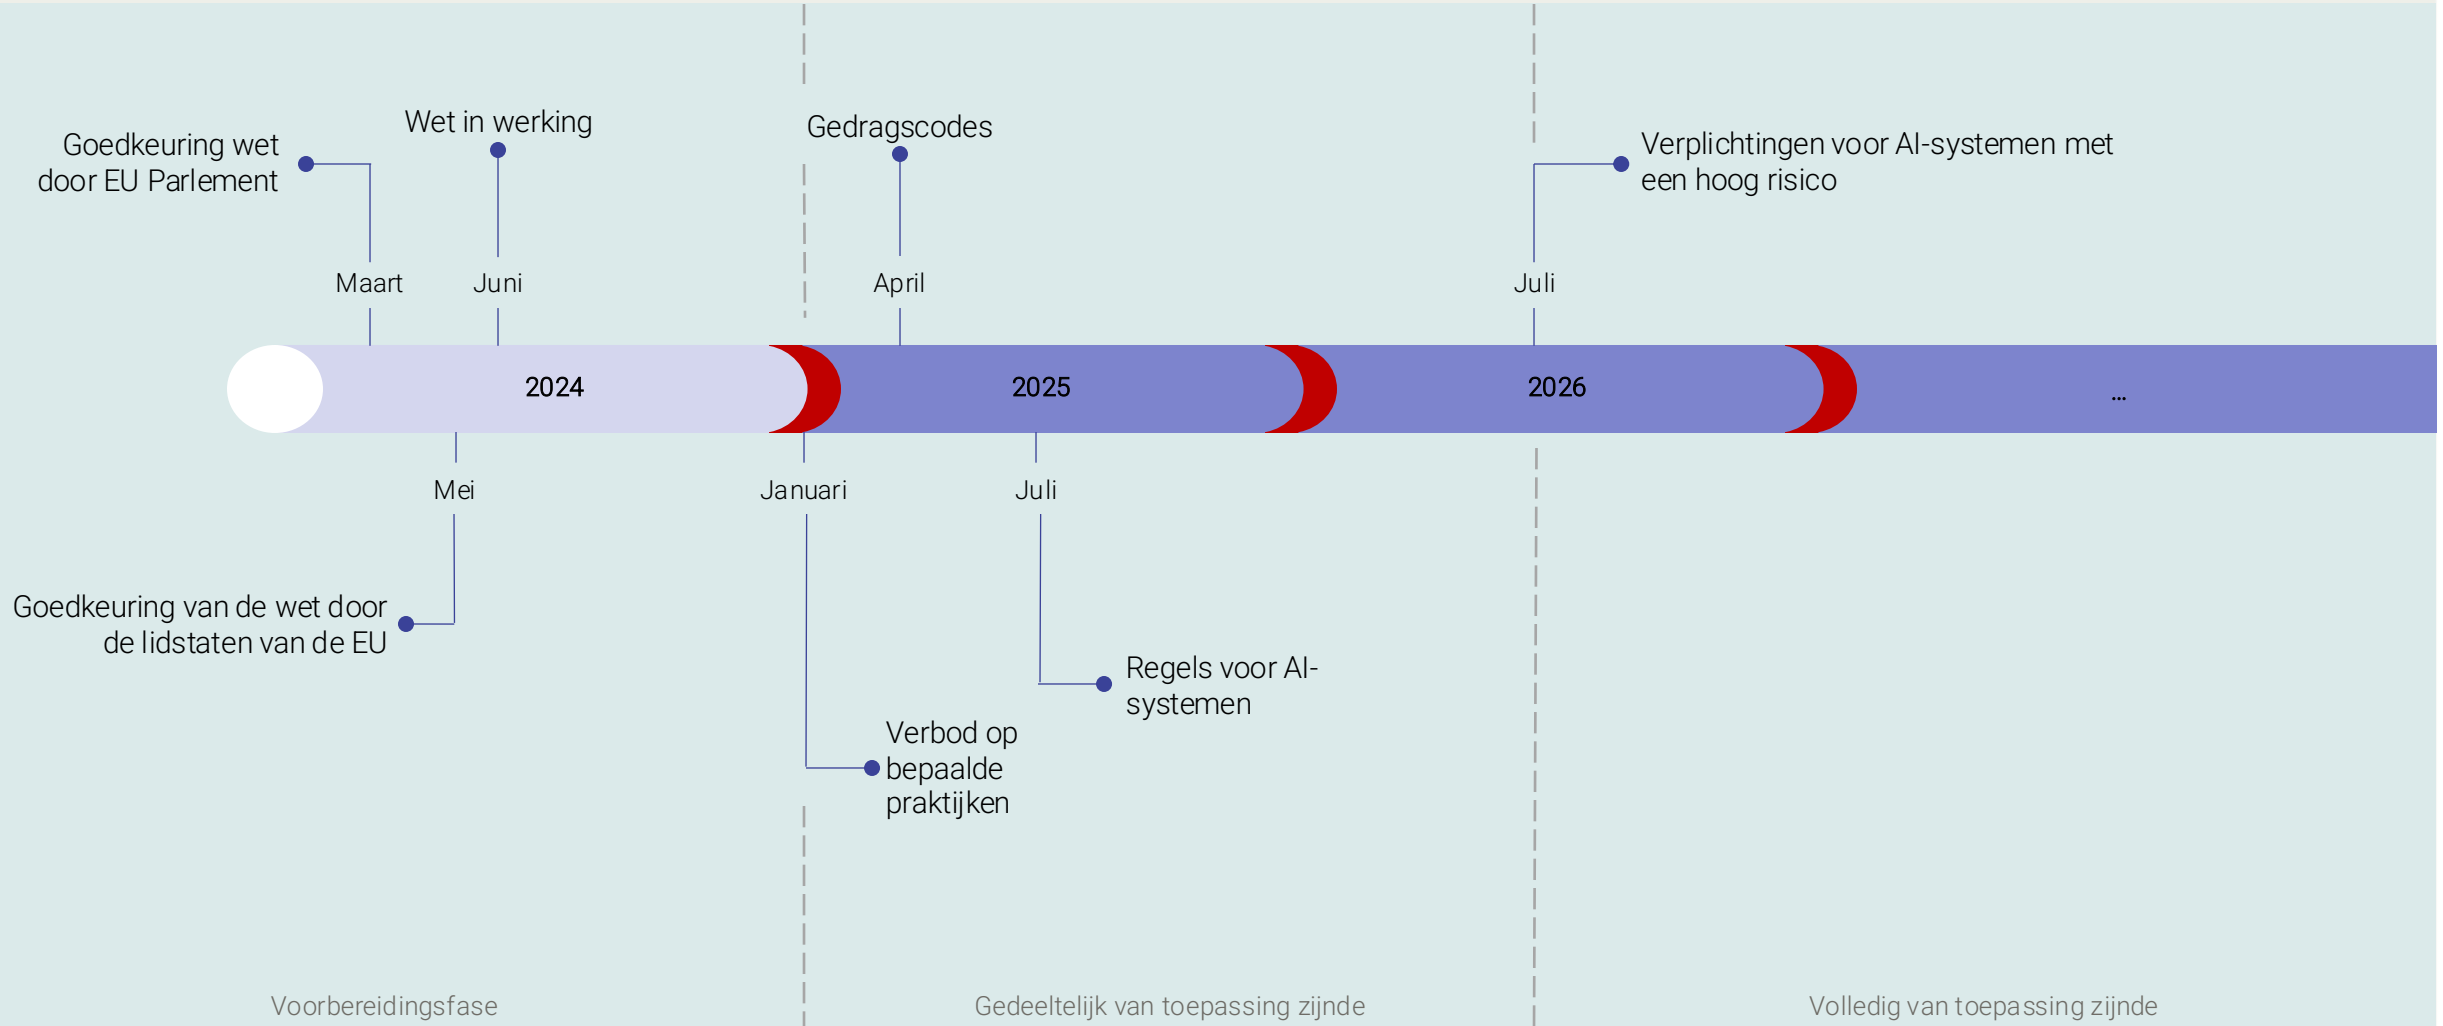 Wet in werking
Gedragscodes
Goedkeuring wet
door EU Parlement
Verplichtingen voor AI-systemen met
een hoog risico
Maart
Juni
April
Juli
2024
2025
2026
...
Mei
Januari
Juli
Goedkeuring van de wet door
de lidstaten van de EU
Regels voor AI-
systemen
Verbod op
bepaalde
praktijken
Voorbereidingsfase
Gedeeltelijk van toepassing zijnde
Volledig van toepassing zijnde